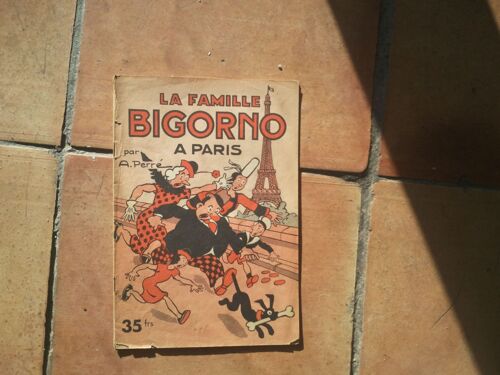 LA FAMILLE
BIGORNO
A PARIS
par
A. Perré
35 frs